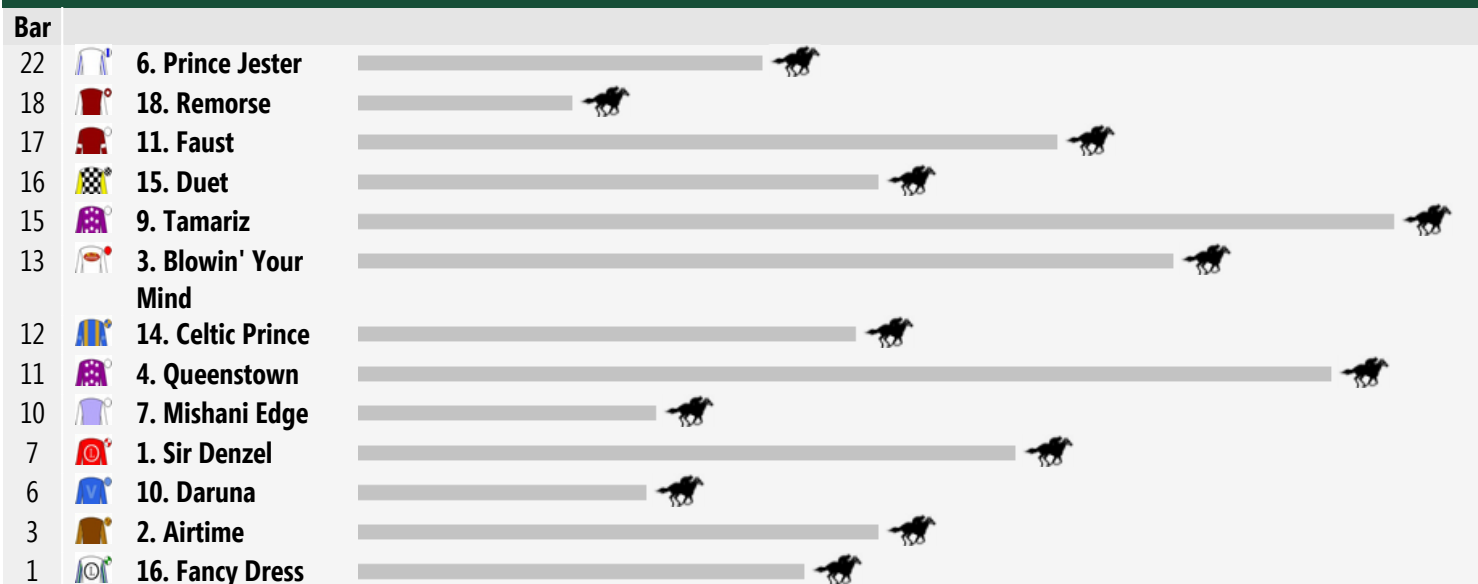 Bar
22 6. Prince Jester
18 18. Remorse
17 11. Faust
16 15. Duet
15 9. Tamariz
13 3. Blowin' Your
Mind
12 14. Celtic Prince
11 4. Queenstown
10 7. Mishani Edge
7 1. Sir Denzel
6 10. Daruna
3 2. Airtime
1 16. Fancy Dress